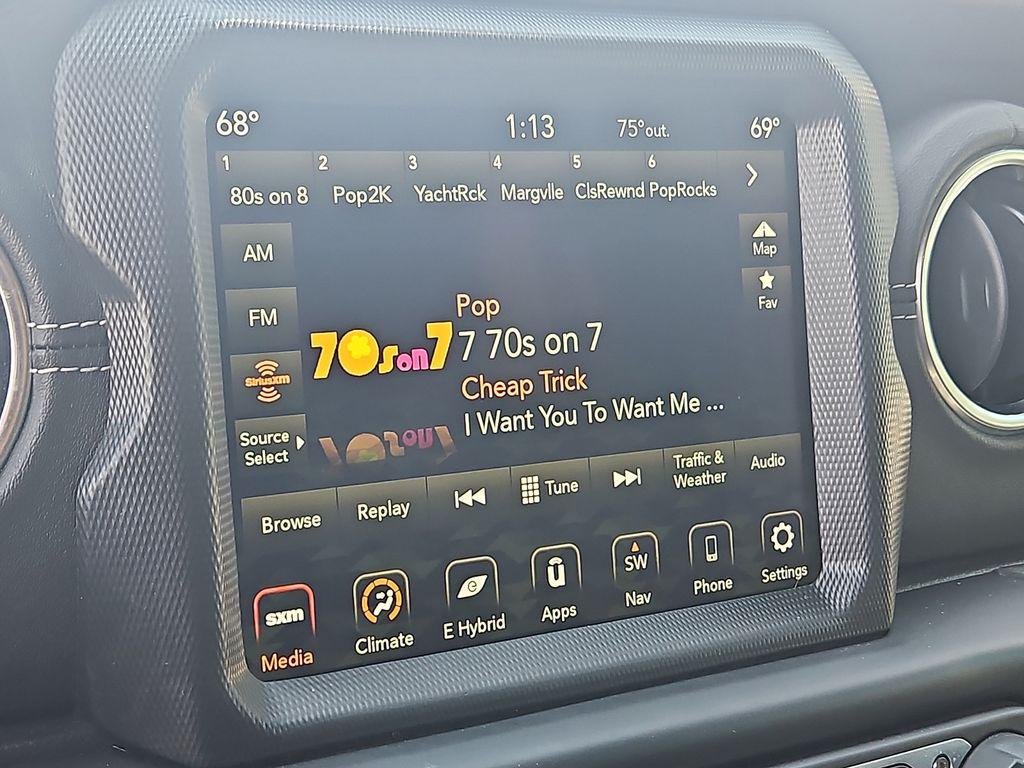 68° 1:13 75°out. 69°
1 2 3 4 5 6
80s on 8 Pop2K YachtRck Margvlle ClsRewnd PopRocks
AM
Map
FM
Fav
Pop
70s on 7 7 70s on 7
SiriusXM
Cheap Trick
I Want You To Want Me ...
Source
Select
Browse Replay Tune Traffic &
Weather Audio
sxm e û SW
Media Climate E Hybrid Apps Nav Phone Settings